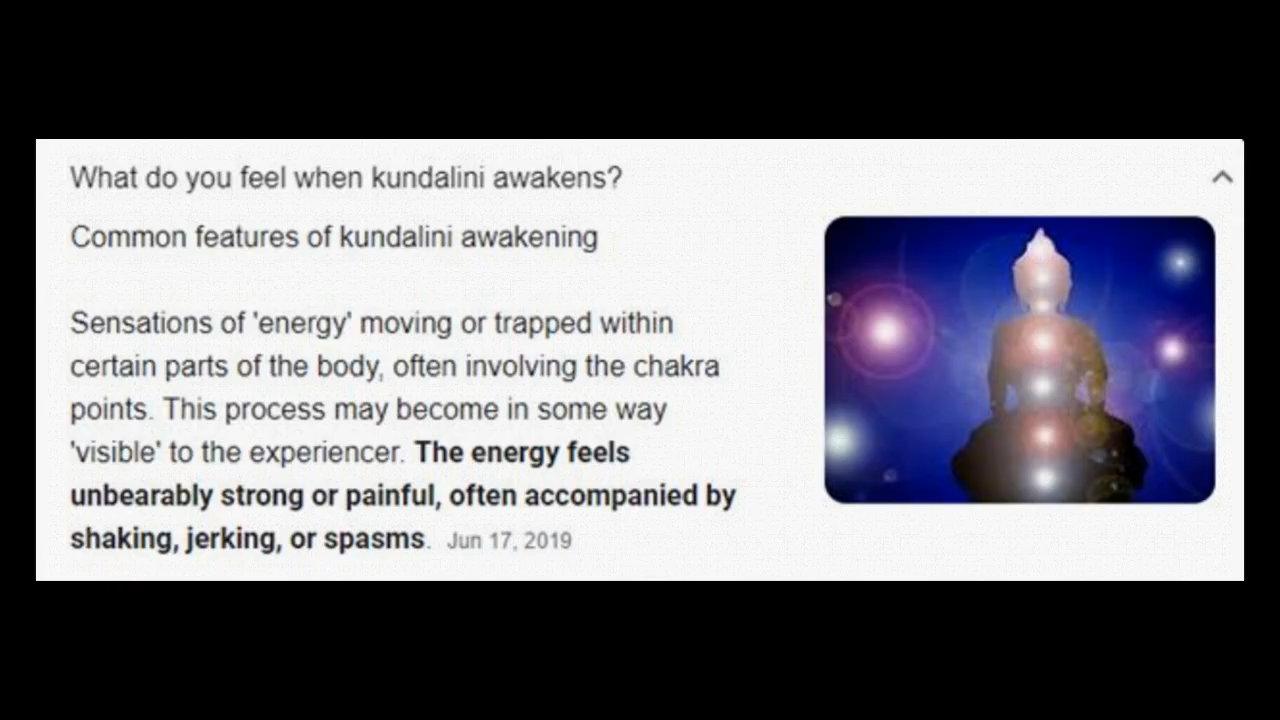 What do you feel when kundalini awakens?
Common features of kundalini awakening
Sensations of 'energy' moving or trapped within
certain parts of the body, often involving the chakra
points. This process may become in some way
'visible' to the experiencer. The energy feels
unbearably strong or painful, often accompanied by
shaking, jerking, or spasms. Jun 17, 2019